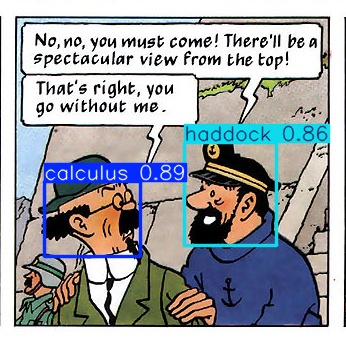 No, no, you must come! There'll be a
spectacular view from the top!
That's right, you
go without me.
haddock 0.86
calculus 0.89